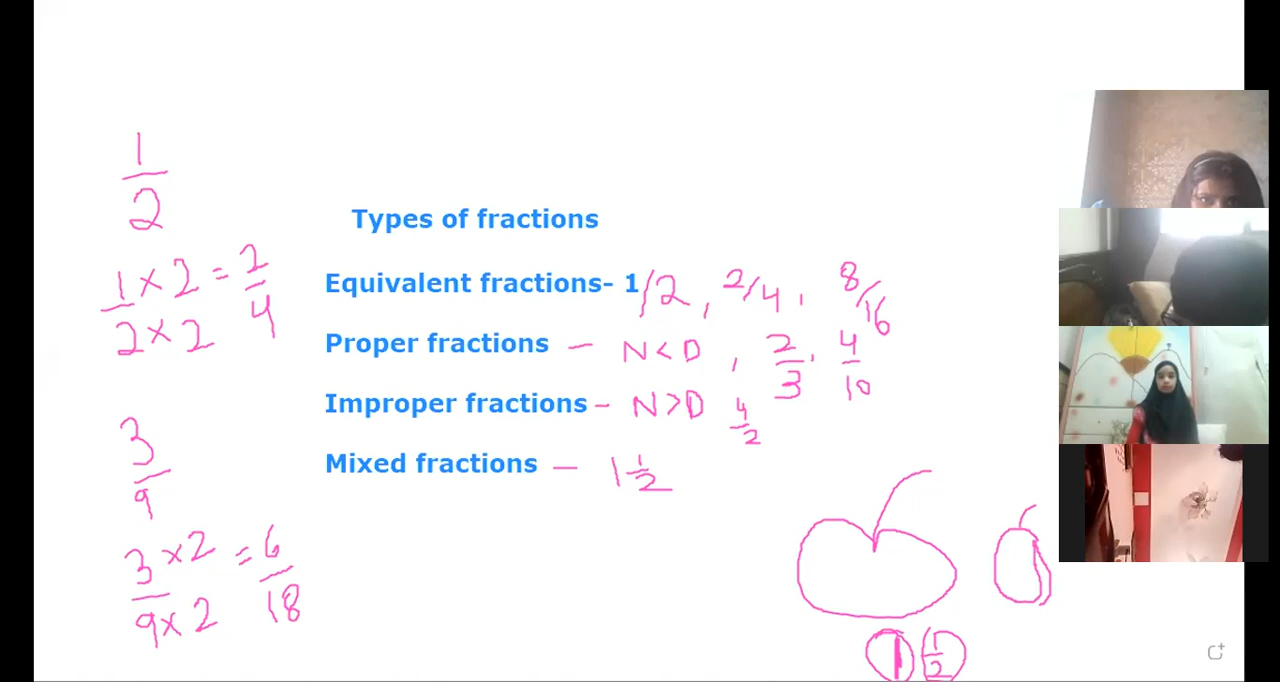 1/2
Types of fractions
1 × 2 / 2 × 2 = 2/4
Equivalent fractions- 1/2, 2/4, 8/16
Proper fractions - N<D, 2/3, 4/10
Improper fractions - N>D 4/2
3/9
Mixed fractions - 1 1/2
3 × 2 / 9 × 2 = 6/18
1 1/2